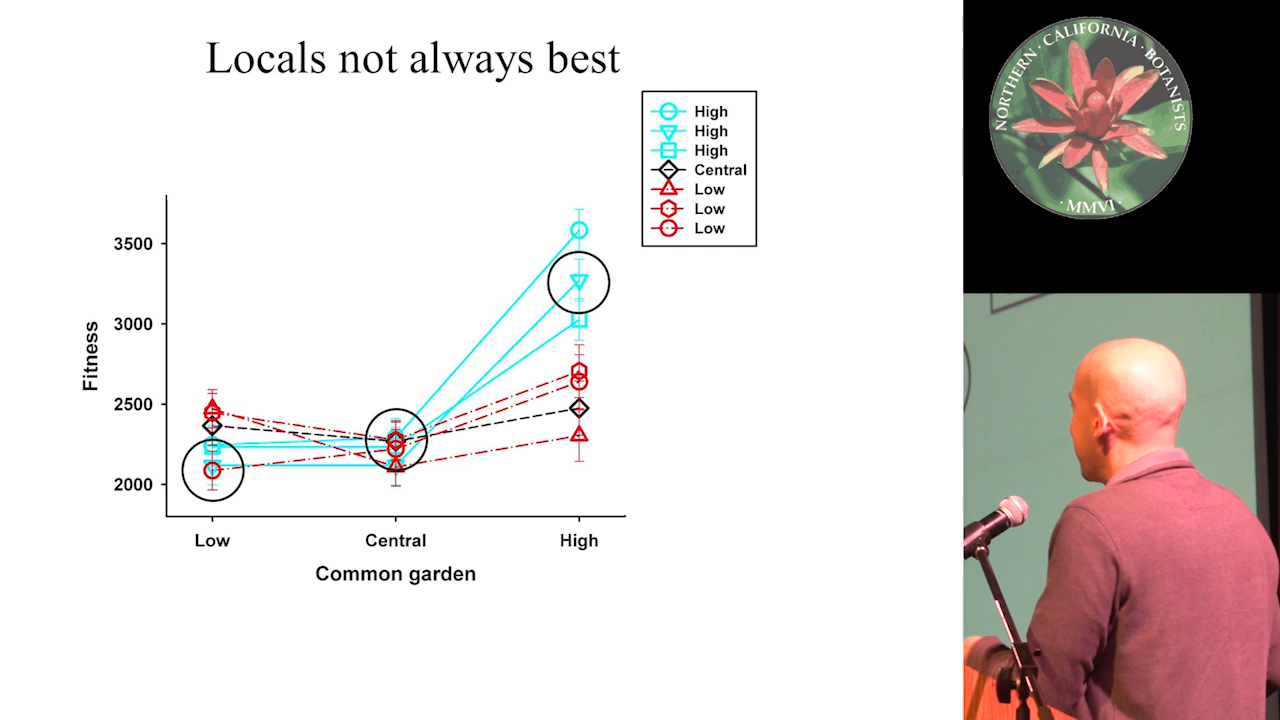 Locals not always best
High
High
High
Central
Low
Low
Low
3500
3000
2500
2000
Fitness
Low
Central
High
Common garden
NORTHERN · CALIFORNIA · BOTANISTS
· MMVI ·